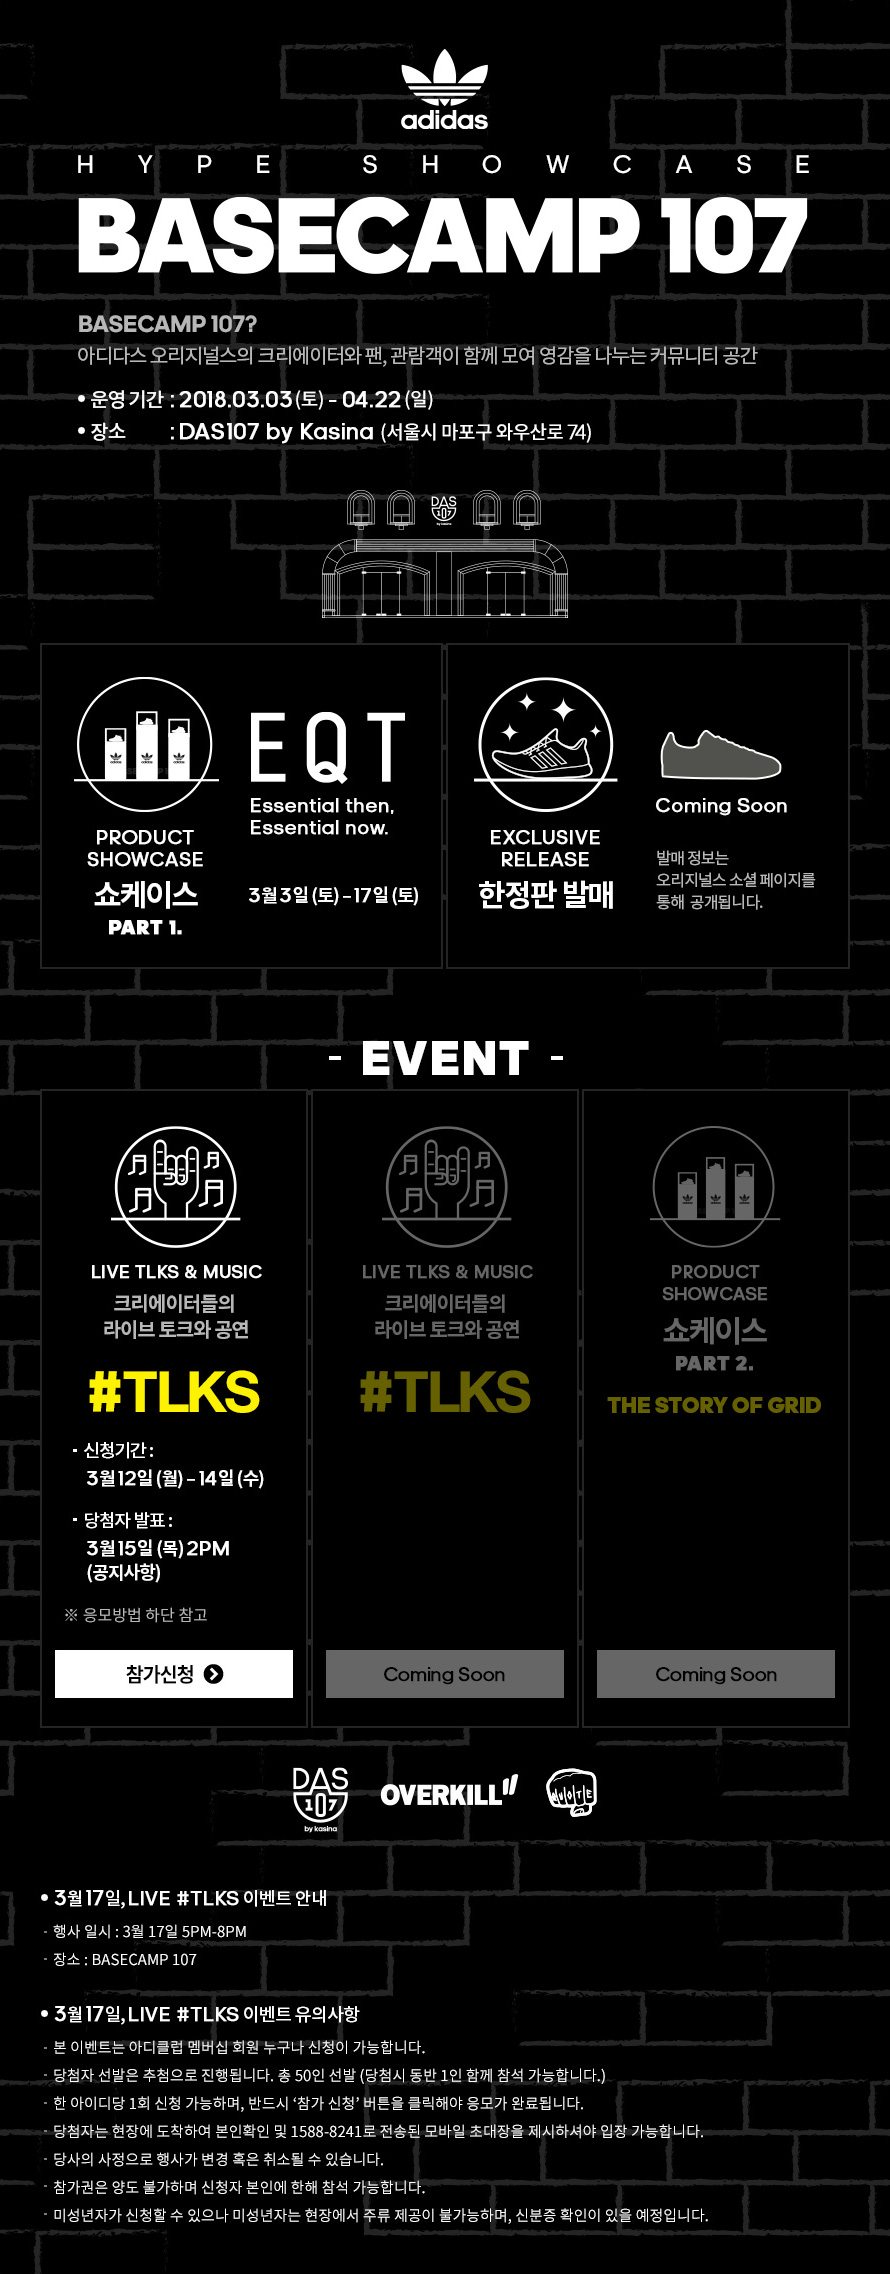 adidas
HYPE SHOWCASE
BASECAMP 107
BASECAMP 107?
아디다스 오리지널스의 크리에이터와 팬, 관람객이 함께 모여 영감을 나누는 커뮤니티 공간
• 운영 기간 : 2018.03.03 (토) - 04.22 (일)
• 장소 : DAS107 by Kasina (서울시 마포구 와우산로 74)
DAS
107
by kasina
PRODUCT
SHOWCASE
쇼케이스
PART 1.
EQT
Essential then,
Essential now.
3월 3일 (토) - 17일 (토)
EXCLUSIVE
RELEASE
한정판 발매
Coming Soon
발매 정보는
오리지널스 소셜 페이지를
통해 공개됩니다.
- EVENT -
LIVE TLKS & MUSIC
크리에이터들의
라이브 토크와 공연
#TLKS
- 신청기간 :
3월 12일 (월) - 14일 (수)
- 당첨자 발표 :
3월 15일 (목) 2PM
(공지사항)
※ 응모방법 하단 참고
참가신청
LIVE TLKS & MUSIC
크리에이터들의
라이브 토크와 공연
#TLKS
Coming Soon
PRODUCT
SHOWCASE
쇼케이스
PART 2.
THE STORY OF GRID
Coming Soon
DAS
107
by kasina
OVERKILL
QUOTE
• 3월 17일, LIVE #TLKS 이벤트 안내
- 행사 일시 : 3월 17일 5PM-8PM
- 장소 : BASECAMP 107
• 3월 17일, LIVE #TLKS 이벤트 유의사항
- 본 이벤트는 아디클럽 멤버십 회원 누구나 신청이 가능합니다.
- 당첨자 선발은 추첨으로 진행됩니다. 총 50인 선발 (당첨시 동반 1인 함께 참석 가능합니다.)
- 한 아이디당 1회 신청 가능하며, 반드시 ‘참가 신청’ 버튼을 클릭해야 응모가 완료됩니다.
- 당첨자는 현장에 도착하여 본인확인 및 1588-8241로 전송된 모바일 초대장을 제시하셔야 입장 가능합니다.
- 당사의 사정으로 행사가 변경 혹은 취소될 수 있습니다.
- 참가권은 양도 불가하며 신청자 본인에 한해 참석 가능합니다.
- 미성년자가 신청할 수 있으나 미성년자는 현장에서 주류 제공이 불가능하며, 신분증 확인이 있을 예정입니다.